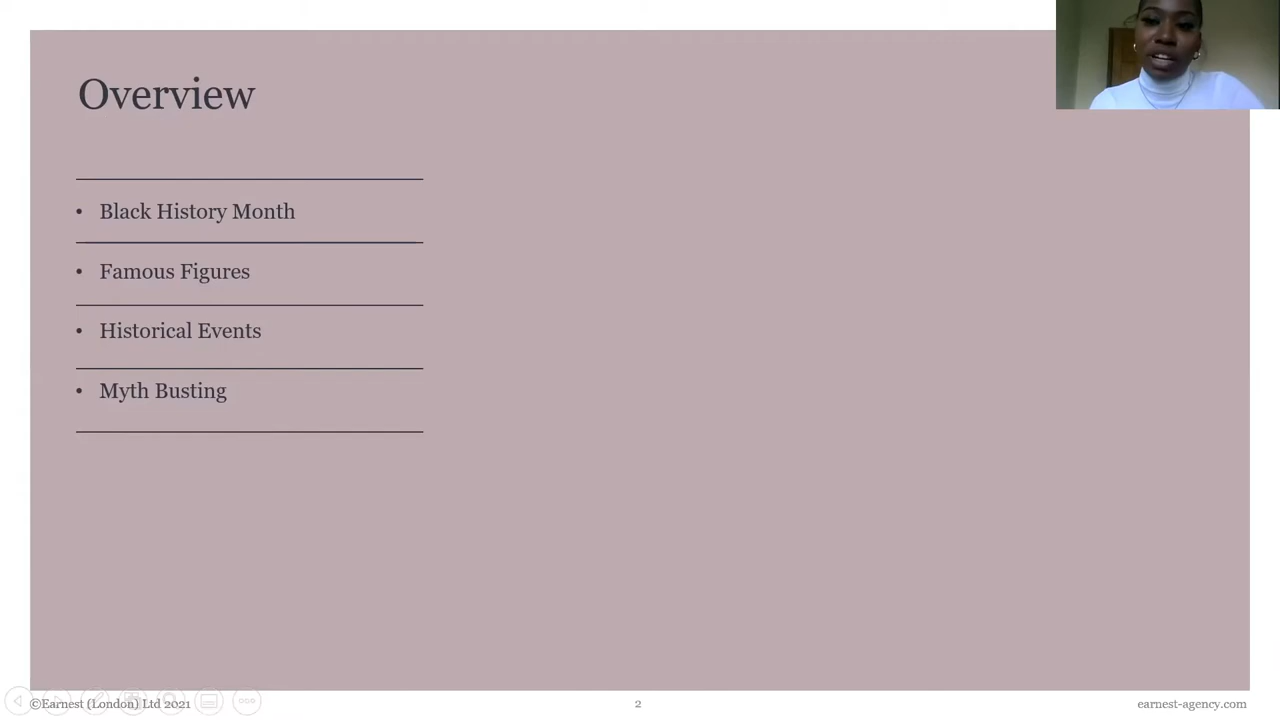 Overview
• Black History Month
• Famous Figures
• Historical Events
• Myth Busting
©Earnest (London) Ltd 2021
2
earnest-agency.com